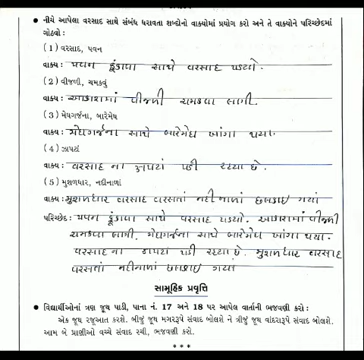 • નીચે આપેલા વરસાદ સાથે સંબંધ ધરાવતા શબ્દોનો વાક્યોમાં પ્રયોગ કરો અને તે વાક્યોને પરિચ્છેદમાં
ગોઠવો :
(1) વરસાદ, પવન
વાક્ય : પવન ફૂંકાવા સાથે વરસાદ પડ્યો.
(2) વીજળી, ચમકવું
વાક્ય : આકાશમાં વીજળી ચમકવા લાગી.
(3) મેઘગર્જના, બારેમેઘ
વાક્ય : મેઘગર્જના સાથે બારેમેઘ ખાંગા થયા.
(4) ઝાપટાં
વાક્ય : વરસાદ ના ઝાપટાં પડી રહ્યા છે.
(5) મુશળધાર, નદીનાળાં
વાક્ય : મુશળધાર વરસાદ વરસતાં નદીનાળાં છલકાઇ ગયાં
પરિચ્છેદ : પવન ફૂંકાવા સાથે વરસાદ પડ્યો. આકાશમાં વીજળી
ચમકવા લાગી, મેઘગર્જના સાથે બારેમેઘ ખાંગા થયા.
વરસાદ ના ઝાપટાં પડી રહ્યા છે. મુશળધાર વરસાદ
વરસતાં નદીનાળાં છલકાઇ ગયા
સામૂહિક પ્રવૃત્તિ
• વિદ્યાર્થીઓનાં ત્રણ જૂથ પાડી, પાના નં. 17 અને 18 પર આપેલ વાર્તાની ભજવણી કરો :
એક જૂથ રજૂઆત કરશે. બીજું જૂથ મગરરૂપે સંવાદ બોલશે ને ત્રીજું જૂથ વાંદરારૂપે સંવાદ બોલશે.
આમ બે પ્રાણીઓ વચ્ચે સંવાદ રચી, ભજવણી કરો.
***